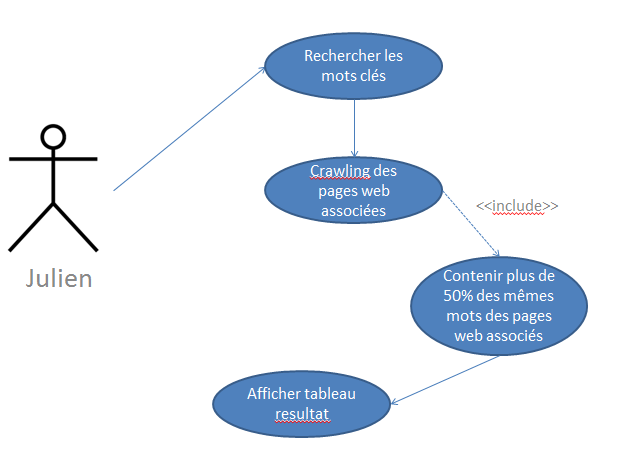 Rechercher les
mots clés
Crawling des
pages web
associées
<<include>>
Julien
Contenir plus de
50% des mêmes
mots des pages
web associés
Afficher tableau
resultat